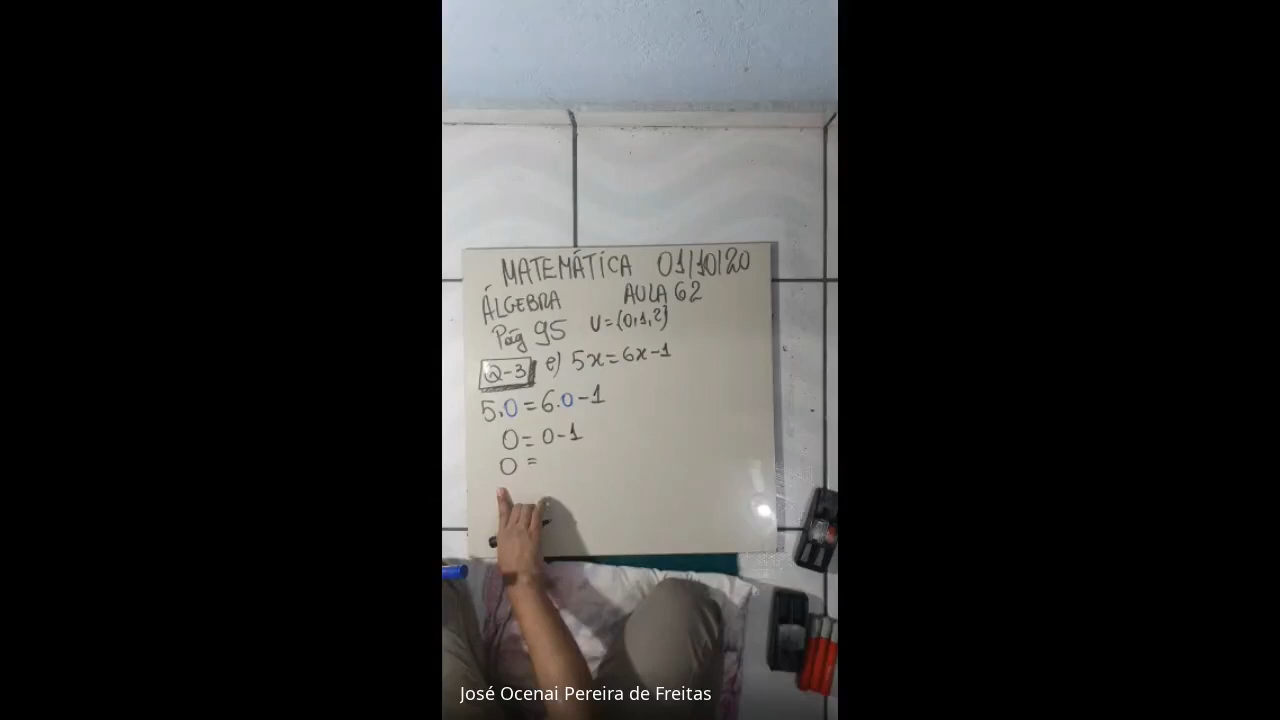 MATEMÁTICA 01/10/20
ÁLGEBRA AULA 62
Pág 95 U={0,1,2}
Q-3 e) 5x=6x-1
5.0=6.0-1
0=0-1
0=
José Ocenai Pereira de Freitas